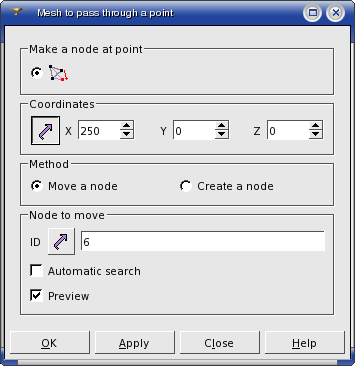 Mesh to pass through a point
Make a node at point
Coordinates
X 250 Y 0 Z 0
Method
Move a node Create a node
Node to move
ID 6
Automatic search
Preview
OK Apply Close Help